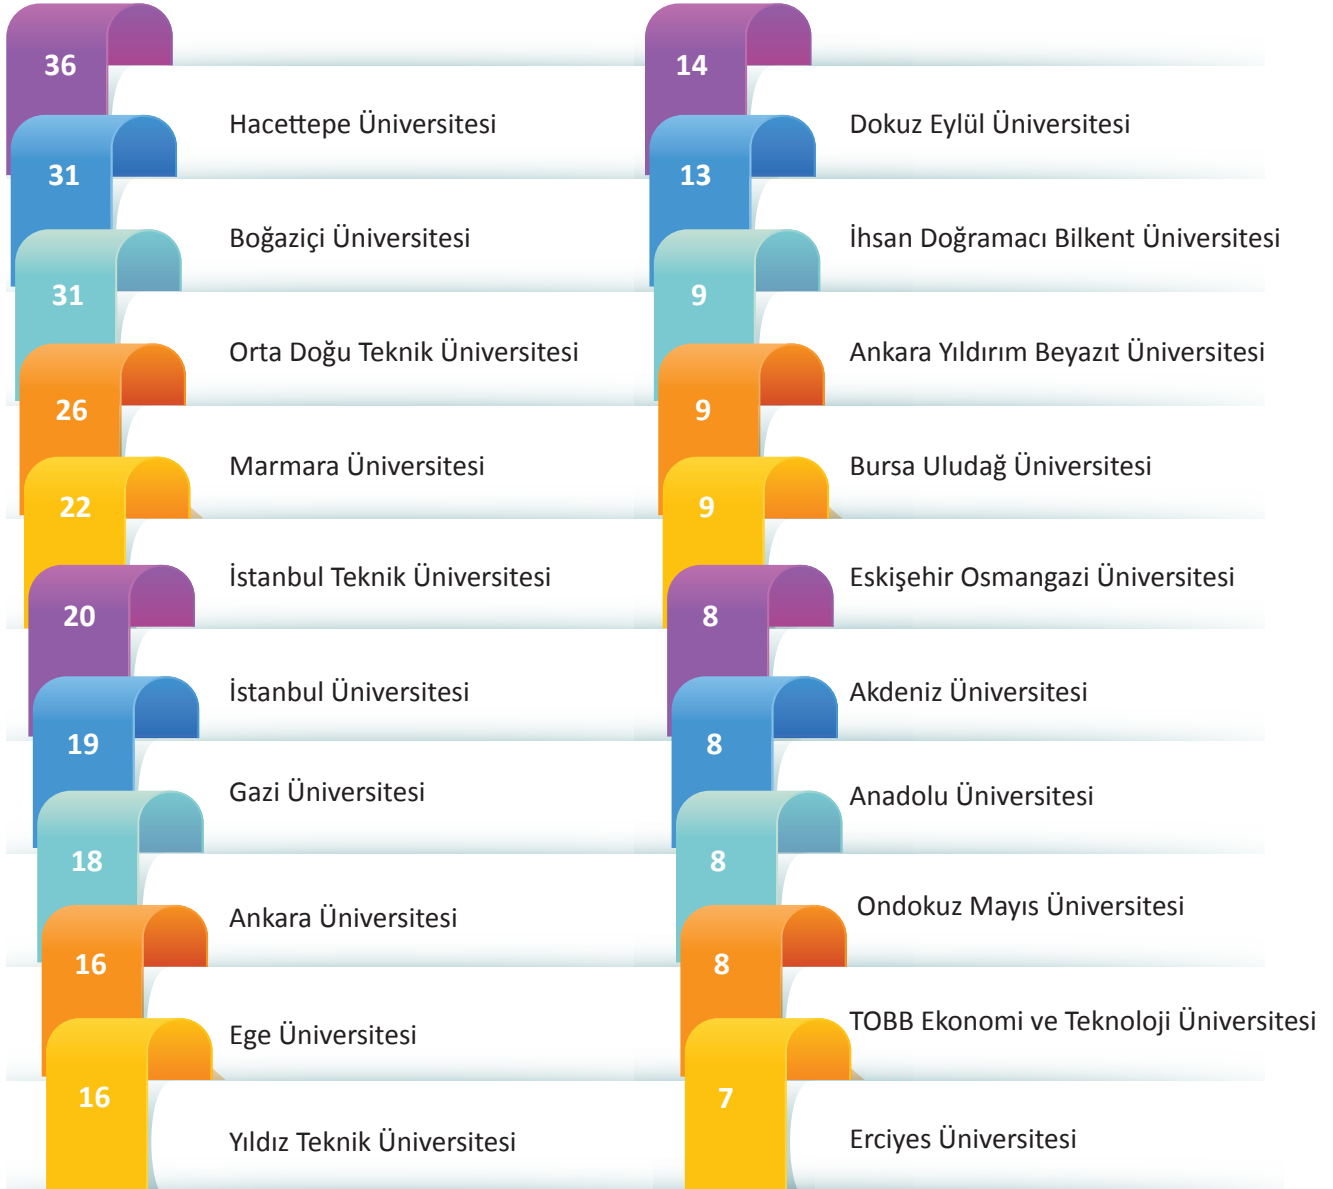 36
Hacettepe Üniversitesi
31
Boğaziçi Üniversitesi
31
Orta Doğu Teknik Üniversitesi
26
Marmara Üniversitesi
22
İstanbul Teknik Üniversitesi
20
İstanbul Üniversitesi
19
Gazi Üniversitesi
18
Ankara Üniversitesi
16
Ege Üniversitesi
16
Yıldız Teknik Üniversitesi
14
Dokuz Eylül Üniversitesi
13
İhsan Doğramacı Bilkent Üniversitesi
9
Ankara Yıldırım Beyazıt Üniversitesi
9
Bursa Uludağ Üniversitesi
9
Eskişehir Osmangazi Üniversitesi
8
Akdeniz Üniversitesi
8
Anadolu Üniversitesi
8
Ondokuz Mayıs Üniversitesi
8
TOBB Ekonomi ve Teknoloji Üniversitesi
7
Erciyes Üniversitesi